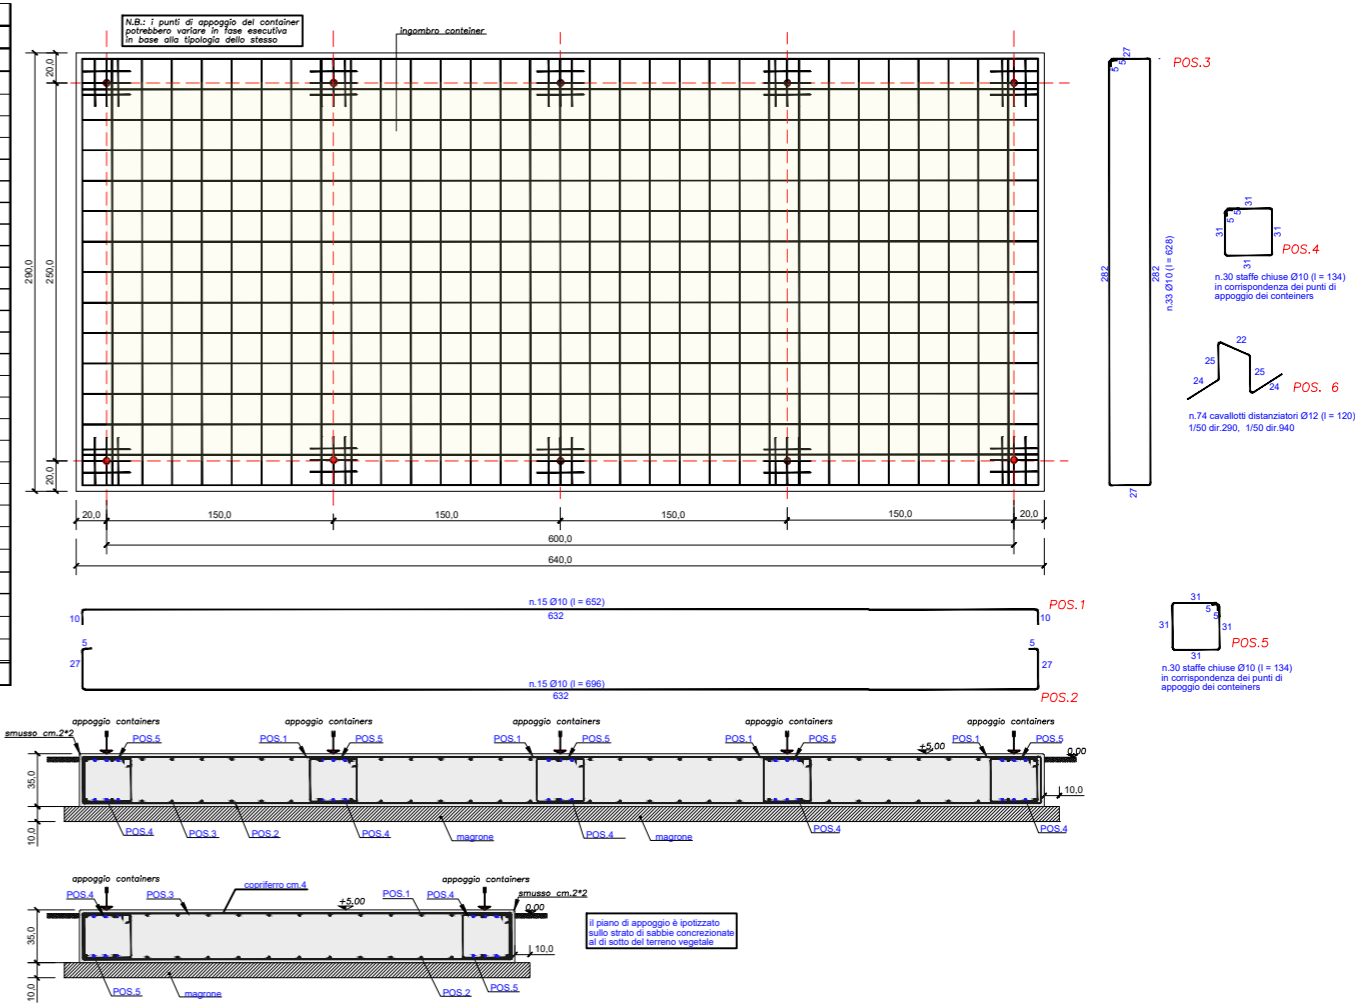 N.B.: i punti di appoggio del container
potrebbero variare in fase esecutiva
in base alla tipologia dello stesso
ingombro conteiner
20,0
250,0
290,0
20,0
20,0
150,0
150,0
150,0
150,0
20,0
600,0
640,0
27
5
5
POS.3
282
282
n.33 Ø10 (l = 628)
27
31
5
5
31
31
31
POS.4
n.30 staffe chiuse Ø10 (l = 134)
in corrispondenza dei punti di
appoggio dei conteiners
22
25
25
24
24
POS. 6
n.74 cavallotti distanziatori Ø12 (l = 120)
1/50 dir.290, 1/50 dir.940
n.15 Ø10 (l = 652)
632
10
10
POS.1
5
5
27
27
n.15 Ø10 (l = 696)
632
POS.2
31
5
5
31
31
31
POS.5
n.30 staffe chiuse Ø10 (l = 134)
in corrispondenza dei punti di
appoggio dei conteiners
appoggio containers
appoggio containers
appoggio containers
appoggio containers
appoggio containers
smusso cm.2*2
POS.5
POS.1
POS.5
POS.1
POS.5
POS.1
POS.5
+5,00
POS.1
POS.5
0,00
35,0
10,0
10,0
POS.4
POS.3
POS.2
POS.4
magrone
POS.4
magrone
POS.4
POS.4
appoggio containers
appoggio containers
POS.4
POS.3
copriferro cm.4
+5,00
POS.1
POS.4
smusso cm.2*2
0,00
35,0
10,0
10,0
POS.5
magrone
POS.2
POS.5
il piano di appoggio è ipotizzato
sullo strato di sabbie concrezionate
al di sotto del terreno vegetale